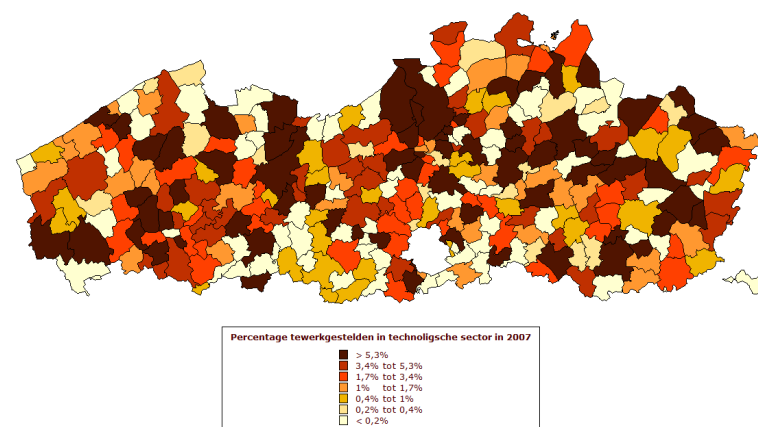 Percentage tewerkgestelden in technoligsche sector in 2007
> 5,3%
3,4% tot 5,3%
1,7% tot 3,4%
1% tot 1,7%
0,4% tot 1%
0,2% tot 0,4%
< 0,2%